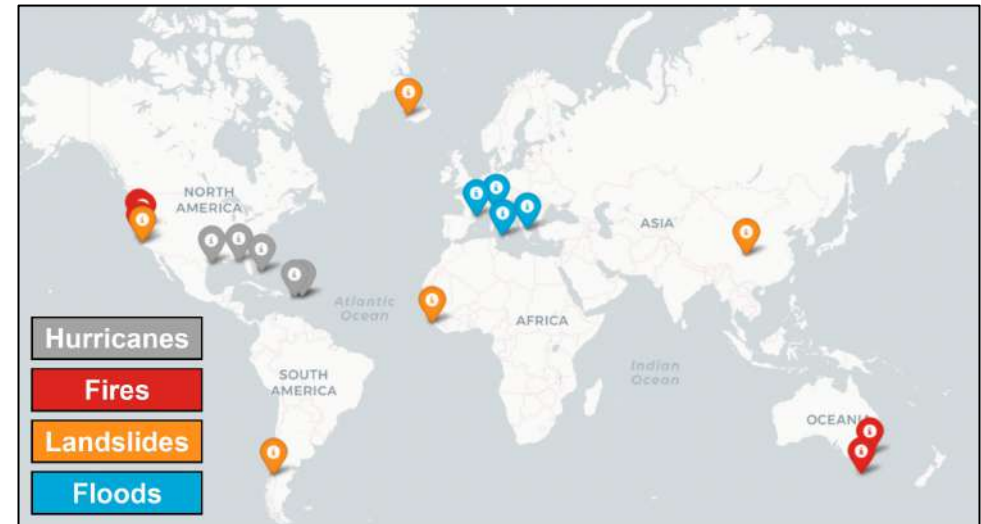 NORTH
AMERICA
ASIA
Atlantic
Ocean
AFRICA
Indian
Ocean
SOUTH
AMERICA
OCEANIA
Hurricanes
Fires
Landslides
Floods